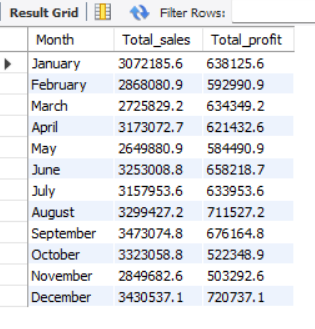 Result Grid Filter Rows:
Month Total_sales Total_profit
January 3072185.6 638125.6
February 2868080.9 592990.9
March 2725829.2 634349.2
April 3173072.7 621432.6
May 2649880.9 584490.9
June 3253008.8 658218.7
July 3157953.6 633953.6
August 3299427.2 711527.2
September 3473074.8 676164.8
October 3323058.8 522348.9
November 2849682.6 503292.6
December 3430537.1 720737.1